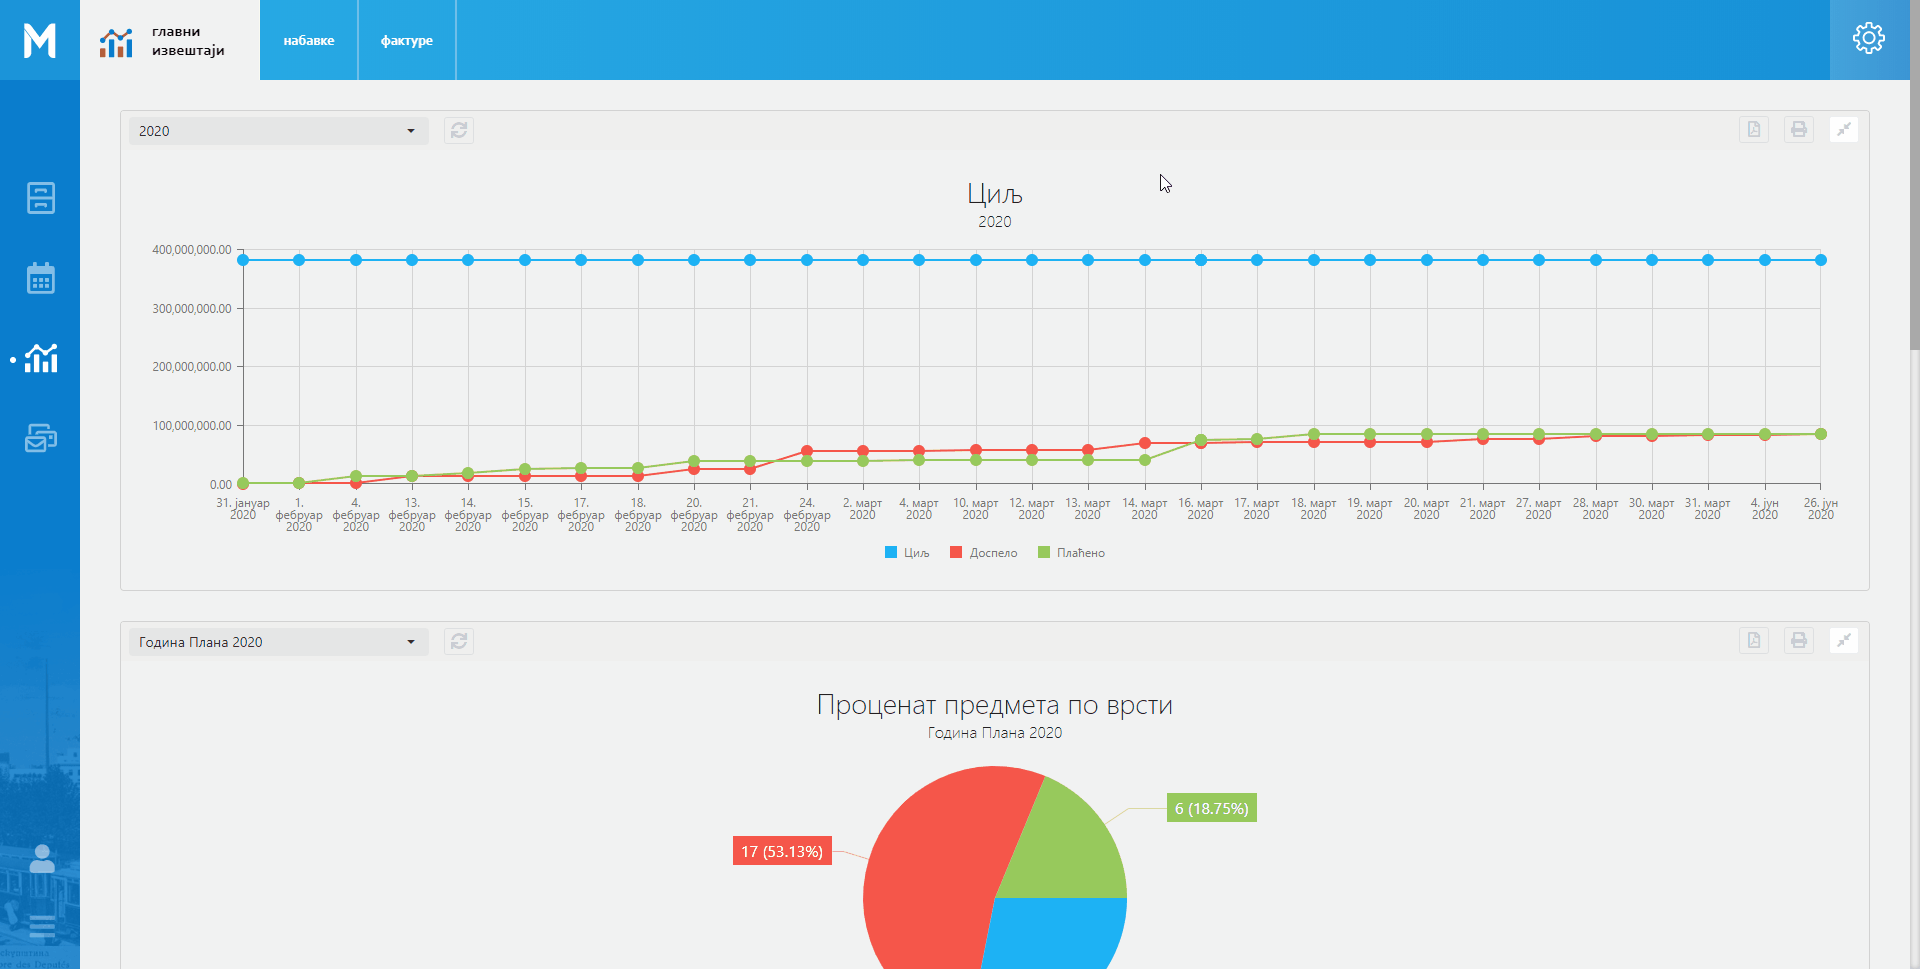 главни
извештаји
набавке
фактуре
2020
Циљ
2020
400,000,000.00
300,000,000.00
200,000,000.00
100,000,000.00
0.00
31. јануар 2020
1. фебруар 2020
4. фебруар 2020
13. фебруар 2020
14. фебруар 2020
15. фебруар 2020
17. фебруар 2020
18. фебруар 2020
20. фебруар 2020
21. фебруар 2020
24. фебруар 2020
2. март 2020
4. март 2020
10. март 2020
12. март 2020
13. март 2020
14. март 2020
16. март 2020
17. март 2020
18. март 2020
19. март 2020
20. март 2020
21. март 2020
27. март 2020
28. март 2020
30. март 2020
31. март 2020
4. јун 2020
26. јун 2020
Циљ
Доспело
Плаћено
Година Плана 2020
Проценат предмета по врсти
Година Плана 2020
6 (18.75%)
17 (53.13%)